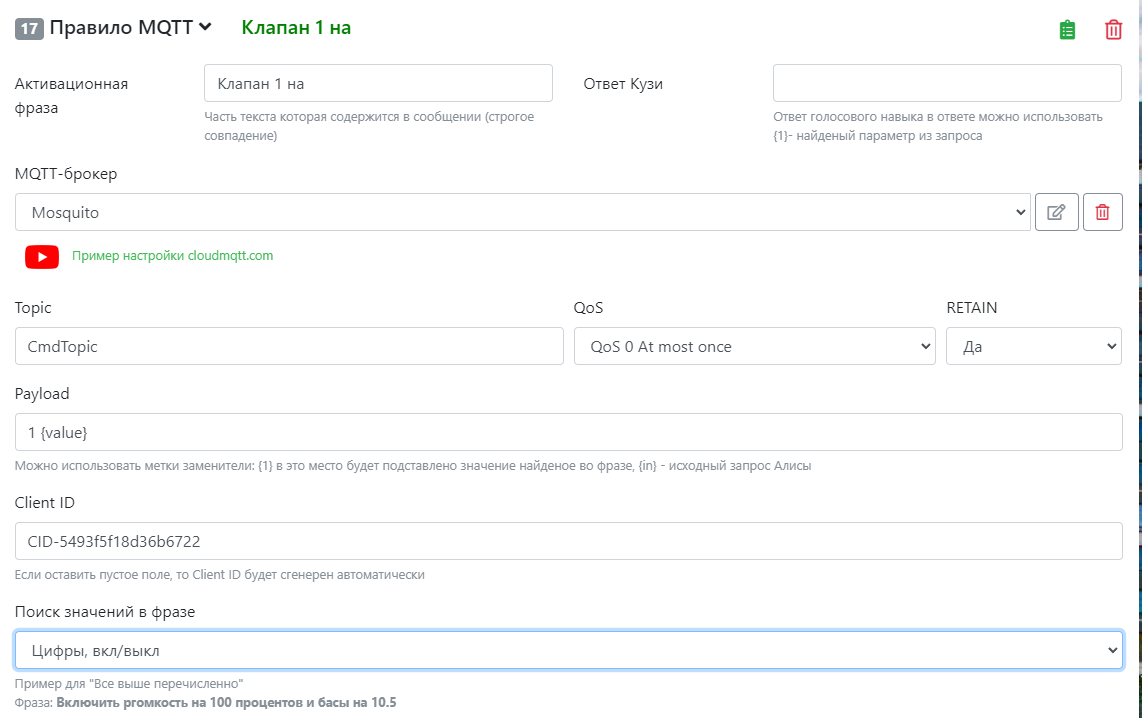 17 Правило MQTT Клапан 1 на
Активационная
фраза
Клапан 1 на
Часть текста которая содержится в сообщении (строгое
совпадение)
Ответ Кузи
Ответ голосового навыка в ответе можно использовать
{1}- найденый параметр из запроса
MQTT-брокер
Mosquito
Пример настройки cloudmqtt.com
Topic QoS RETAIN
CmdTopic QoS 0 At most once Да
Payload
1 {value}
Можно использовать метки заменители: {1} в это место будет подставлено значение найденое во фразе, {in} - исходный запрос Алисы
Client ID
CID-5493f5f18d36b6722
Если оставить пустое поле, то Client ID будет сгенерен автоматически
Поиск значений в фразе
Цифры, вкл/выкл
Пример для "Все выше перечисленно"
Фраза: Включить ргомкость на 100 процентов и басы на 10.5